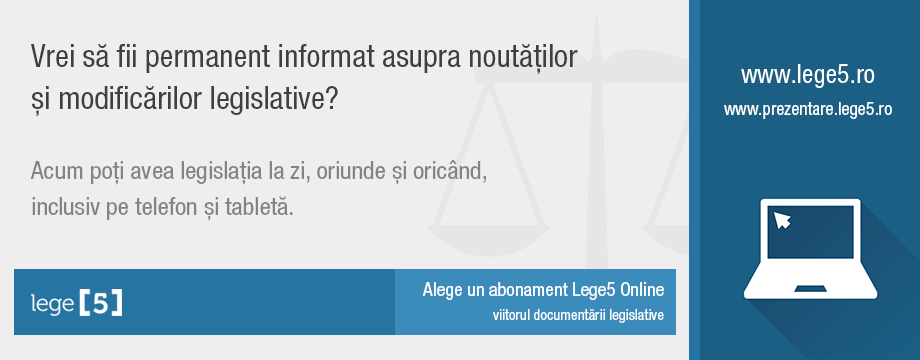 Vrei să fii permanent informat asupra noutăților
și modificărilor legislative?
Acum poți avea legislația la zi, oriunde și oricând,
inclusiv pe telefon și tabletă.
lege[5]
Alege un abonament Lege5 Online
viitorul documentării legislative
www.lege5.ro
www.prezentare.lege5.ro